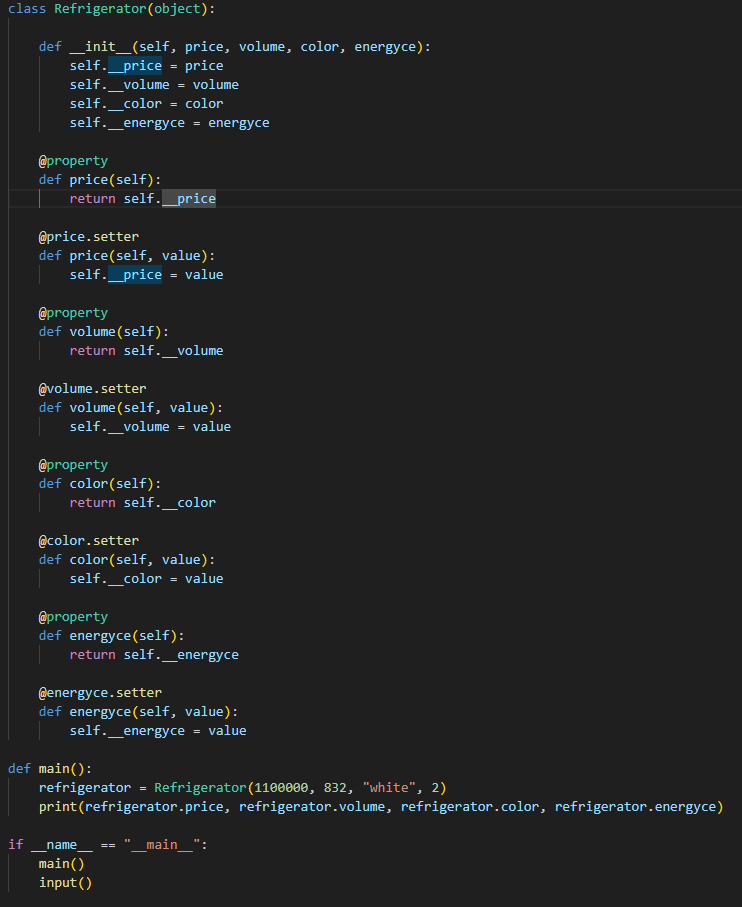 class Refrigerator(object):
def __init__(self, price, volume, color, energyce):
self.__price = price
self.__volume = volume
self.__color = color
self.__energyce = energyce
@property
def price(self):
return self.__price
@price.setter
def price(self, value):
self.__price = value
@property
def volume(self):
return self.__volume
@volume.setter
def volume(self, value):
self.__volume = value
@property
def color(self):
return self.__color
@color.setter
def color(self, value):
self.__color = value
@property
def energyce(self):
return self.__energyce
@energyce.setter
def energyce(self, value):
self.__energyce = value
def main():
refrigerator = Refrigerator(1100000, 832, "white", 2)
print(refrigerator.price, refrigerator.volume, refrigerator.color, refrigerator.energyce)
if __name__ == "__main__":
main()
input()